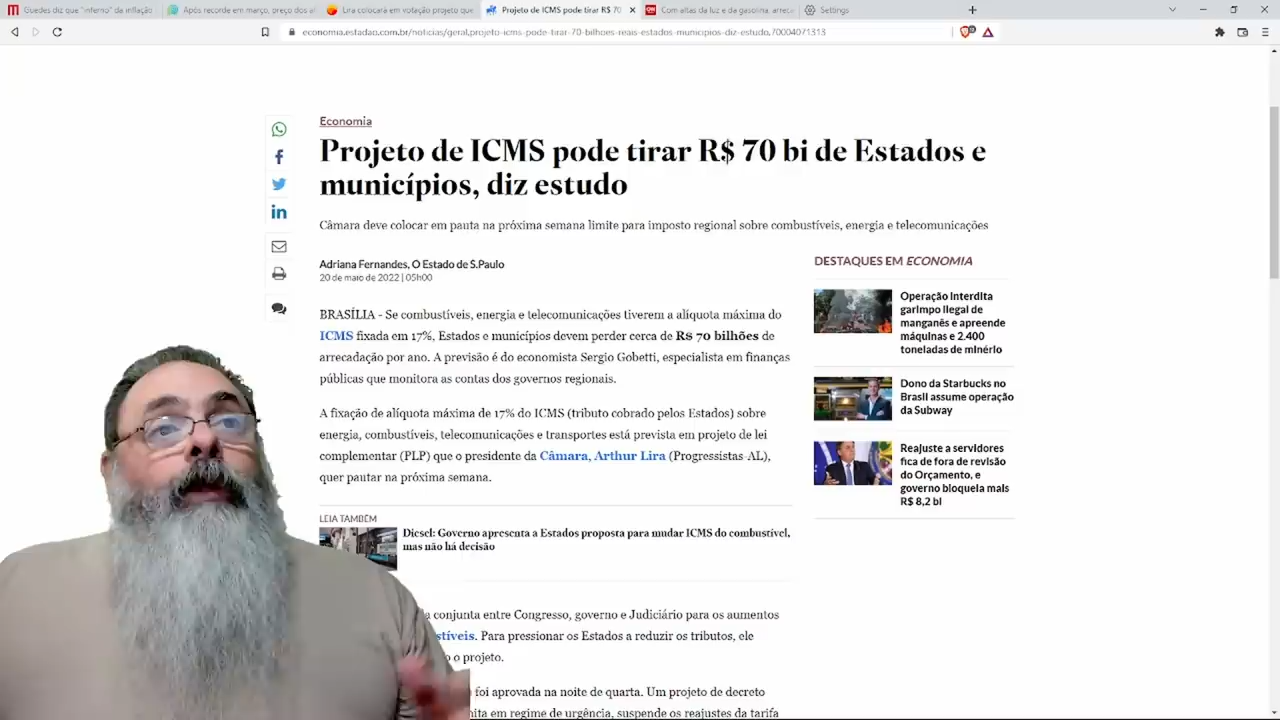 Guedes diz que "inferno" da inflação
Após recorde em março, preço dos al
Lira colocará em votação projeto que
Projeto de ICMS pode tirar R$ 70
Com altas da luz e da gasolina, arrec
Settings
economia.estadao.com.br/noticias/geral,projeto-icms-pode-tirar-70-bilhoes-reais-estados-municipios-diz-estudo,70004071313
Economia
Projeto de ICMS pode tirar R$ 70 bi de Estados e
municípios, diz estudo
Câmara deve colocar em pauta na próxima semana limite para imposto regional sobre combustíveis, energia e telecomunicações
Adriana Fernandes, O Estado de S.Paulo
20 de maio de 2022 | 05h00
BRASÍLIA - Se combustíveis, energia e telecomunicações tiverem a alíquota máxima do
ICMS fixada em 17%, Estados e municípios devem perder cerca de R$ 70 bilhões de
arrecadação por ano. A previsão é do economista Sergio Gobetti, especialista em finanças
públicas que monitora as contas dos governos regionais.
A fixação de alíquota máxima de 17% do ICMS (tributo cobrado pelos Estados) sobre
energia, combustíveis, telecomunicações e transportes está prevista em projeto de lei
complementar (PLP) que o presidente da Câmara, Arthur Lira (Progressistas-AL),
quer pautar na próxima semana.
LEIA TAMBÉM
Diesel: Governo apresenta a Estados proposta para mudar ICMS do combustível,
mas não há decisão
a conjunta entre Congresso, governo e Judiciário para os aumentos
stíveis. Para pressionar os Estados a reduzir os tributos, ele
o o projeto.
foi aprovada na noite de quarta. Um projeto de decreto
ita em regime de urgência, suspende os reajustes da tarifa
DESTAQUES EM ECONOMIA
Operação interdita
garimpo ilegal de
manganês e apreende
máquinas e 2.400
toneladas de minério
Dono da Starbucks no
Brasil assume operação
da Subway
Reajuste a servidores
fica de fora de revisão
do Orçamento, e
governo bloqueia mais
R$ 8,2 bi